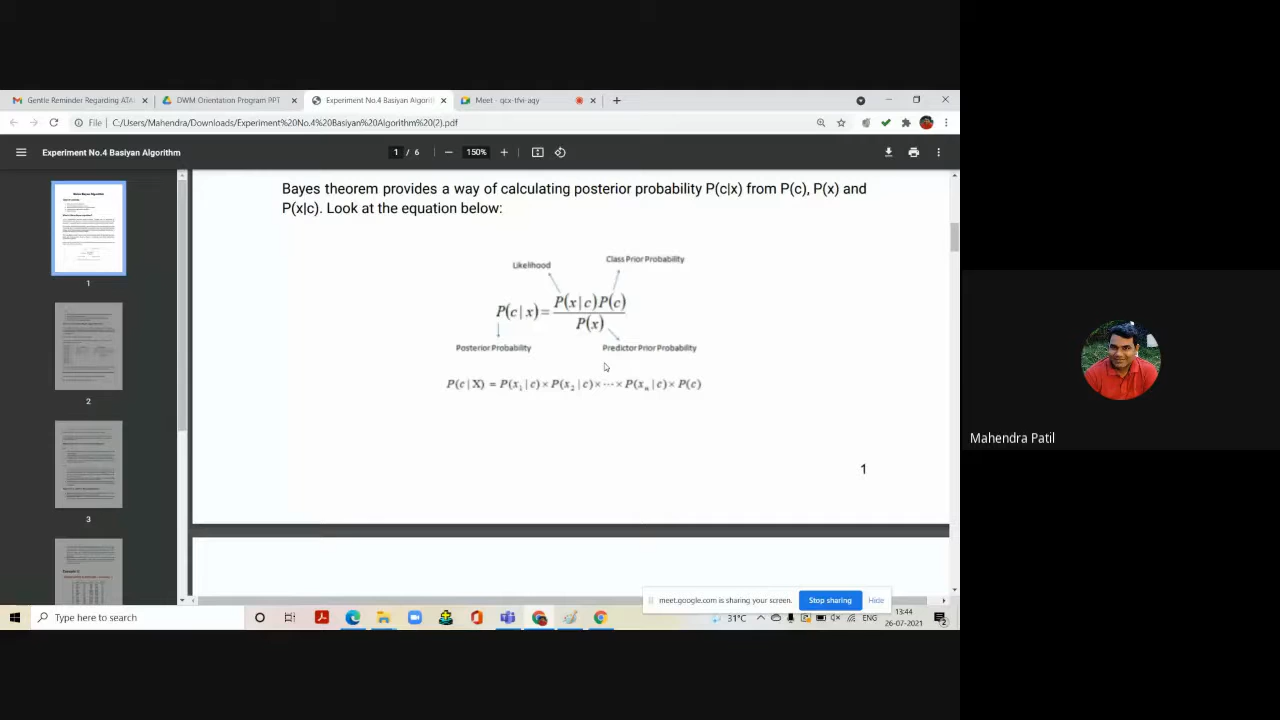 Gentle Reminder Regarding ATA
DWM Orientation Program PPT
Experiment No.4 Basiyan Algorith
Meet - qcx-tfvi-aqy
File
C:/Users/Mahendra/Downloads/Experiment%20No.4%20Basiyan%20Algorithm%20(2).pdf
Experiment No.4 Basiyan Algorithm
1 / 6
150%
Bayes theorem provides a way of calculating posterior probability P(c|x) from P(c), P(x) and
P(x|c). Look at the equation below:
Likelihood
Class Prior Probability
P(c | x) = P(x | c)P(c) / P(x)
Posterior Probability
Predictor Prior Probability
P(c | X) = P(x₁ | c) × P(x₂ | c) × ··· × P(xₙ | c) × P(c)
1
1
2
3
Mahendra Patil
meet.google.com is sharing your screen.
Stop sharing
Hide
Type here to search
31°C
ENG
13:44
26-07-2021
2